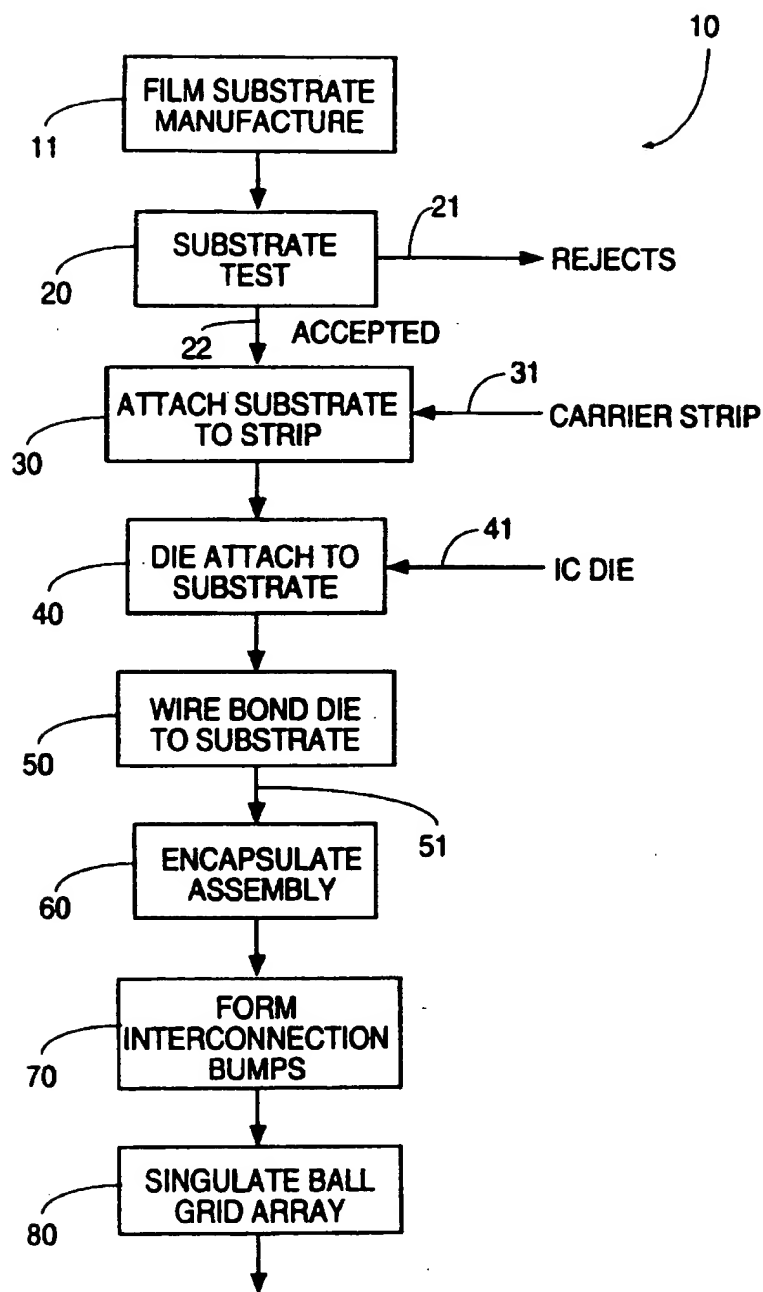 10
FILM SUBSTRATE
MANUFACTURE
11
21
SUBSTRATE
TEST
REJECTS
20
22
ACCEPTED
31
ATTACH SUBSTRATE
TO STRIP
CARRIER STRIP
30
41
DIE ATTACH TO
SUBSTRATE
IC DIE
40
WIRE BOND DIE
TO SUBSTRATE
50
51
ENCAPSULATE
ASSEMBLY
60
FORM
INTERCONNECTION
BUMPS
70
SINGULATE BALL
GRID ARRAY
80